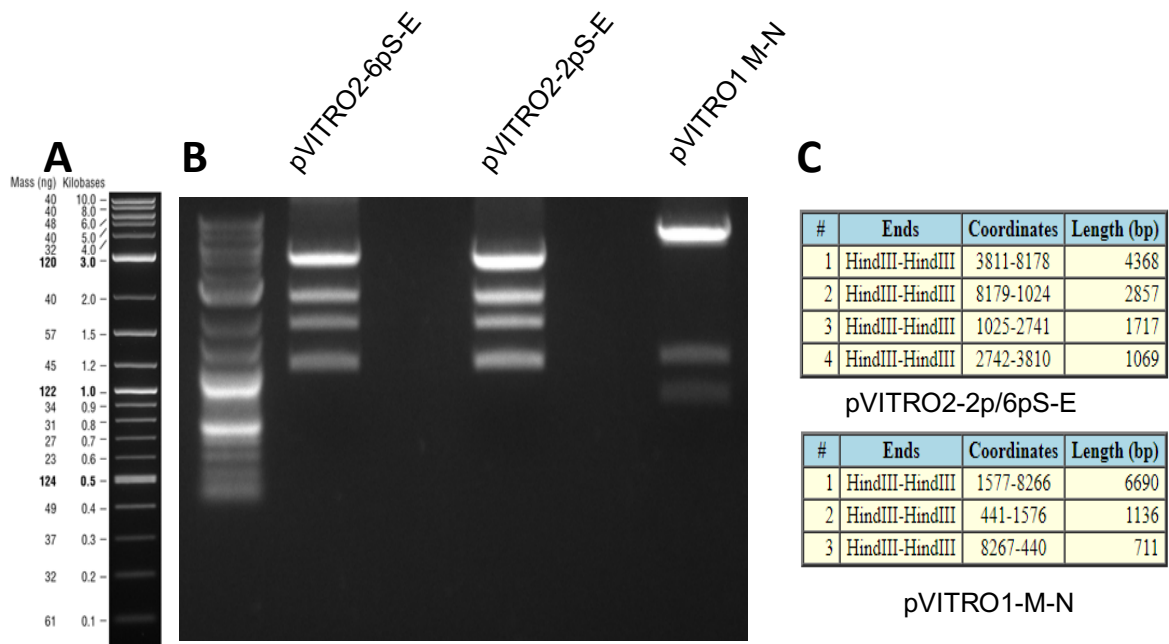 pVITRO2-6pS-E
pVITRO2-2pS-E
pVITRO1 M-N
A
B
C
Mass (ng) Kilobases
40 10.0
40 8.0
48 6.0
40 5.0
32 4.0
120 3.0
40 2.0
57 1.5
45 1.2
122 1.0
34 0.9
31 0.8
27 0.7
23 0.6
124 0.5
49 0.4
37 0.3
32 0.2
61 0.1
# Ends Coordinates Length (bp)
1 HindIII-HindIII 3811-8178 4368
2 HindIII-HindIII 8179-1024 2857
3 HindIII-HindIII 1025-2741 1717
4 HindIII-HindIII 2742-3810 1069
pVITRO2-2p/6pS-E
# Ends Coordinates Length (bp)
1 HindIII-HindIII 1577-8266 6690
2 HindIII-HindIII 441-1576 1136
3 HindIII-HindIII 8267-440 711
pVITRO1-M-N